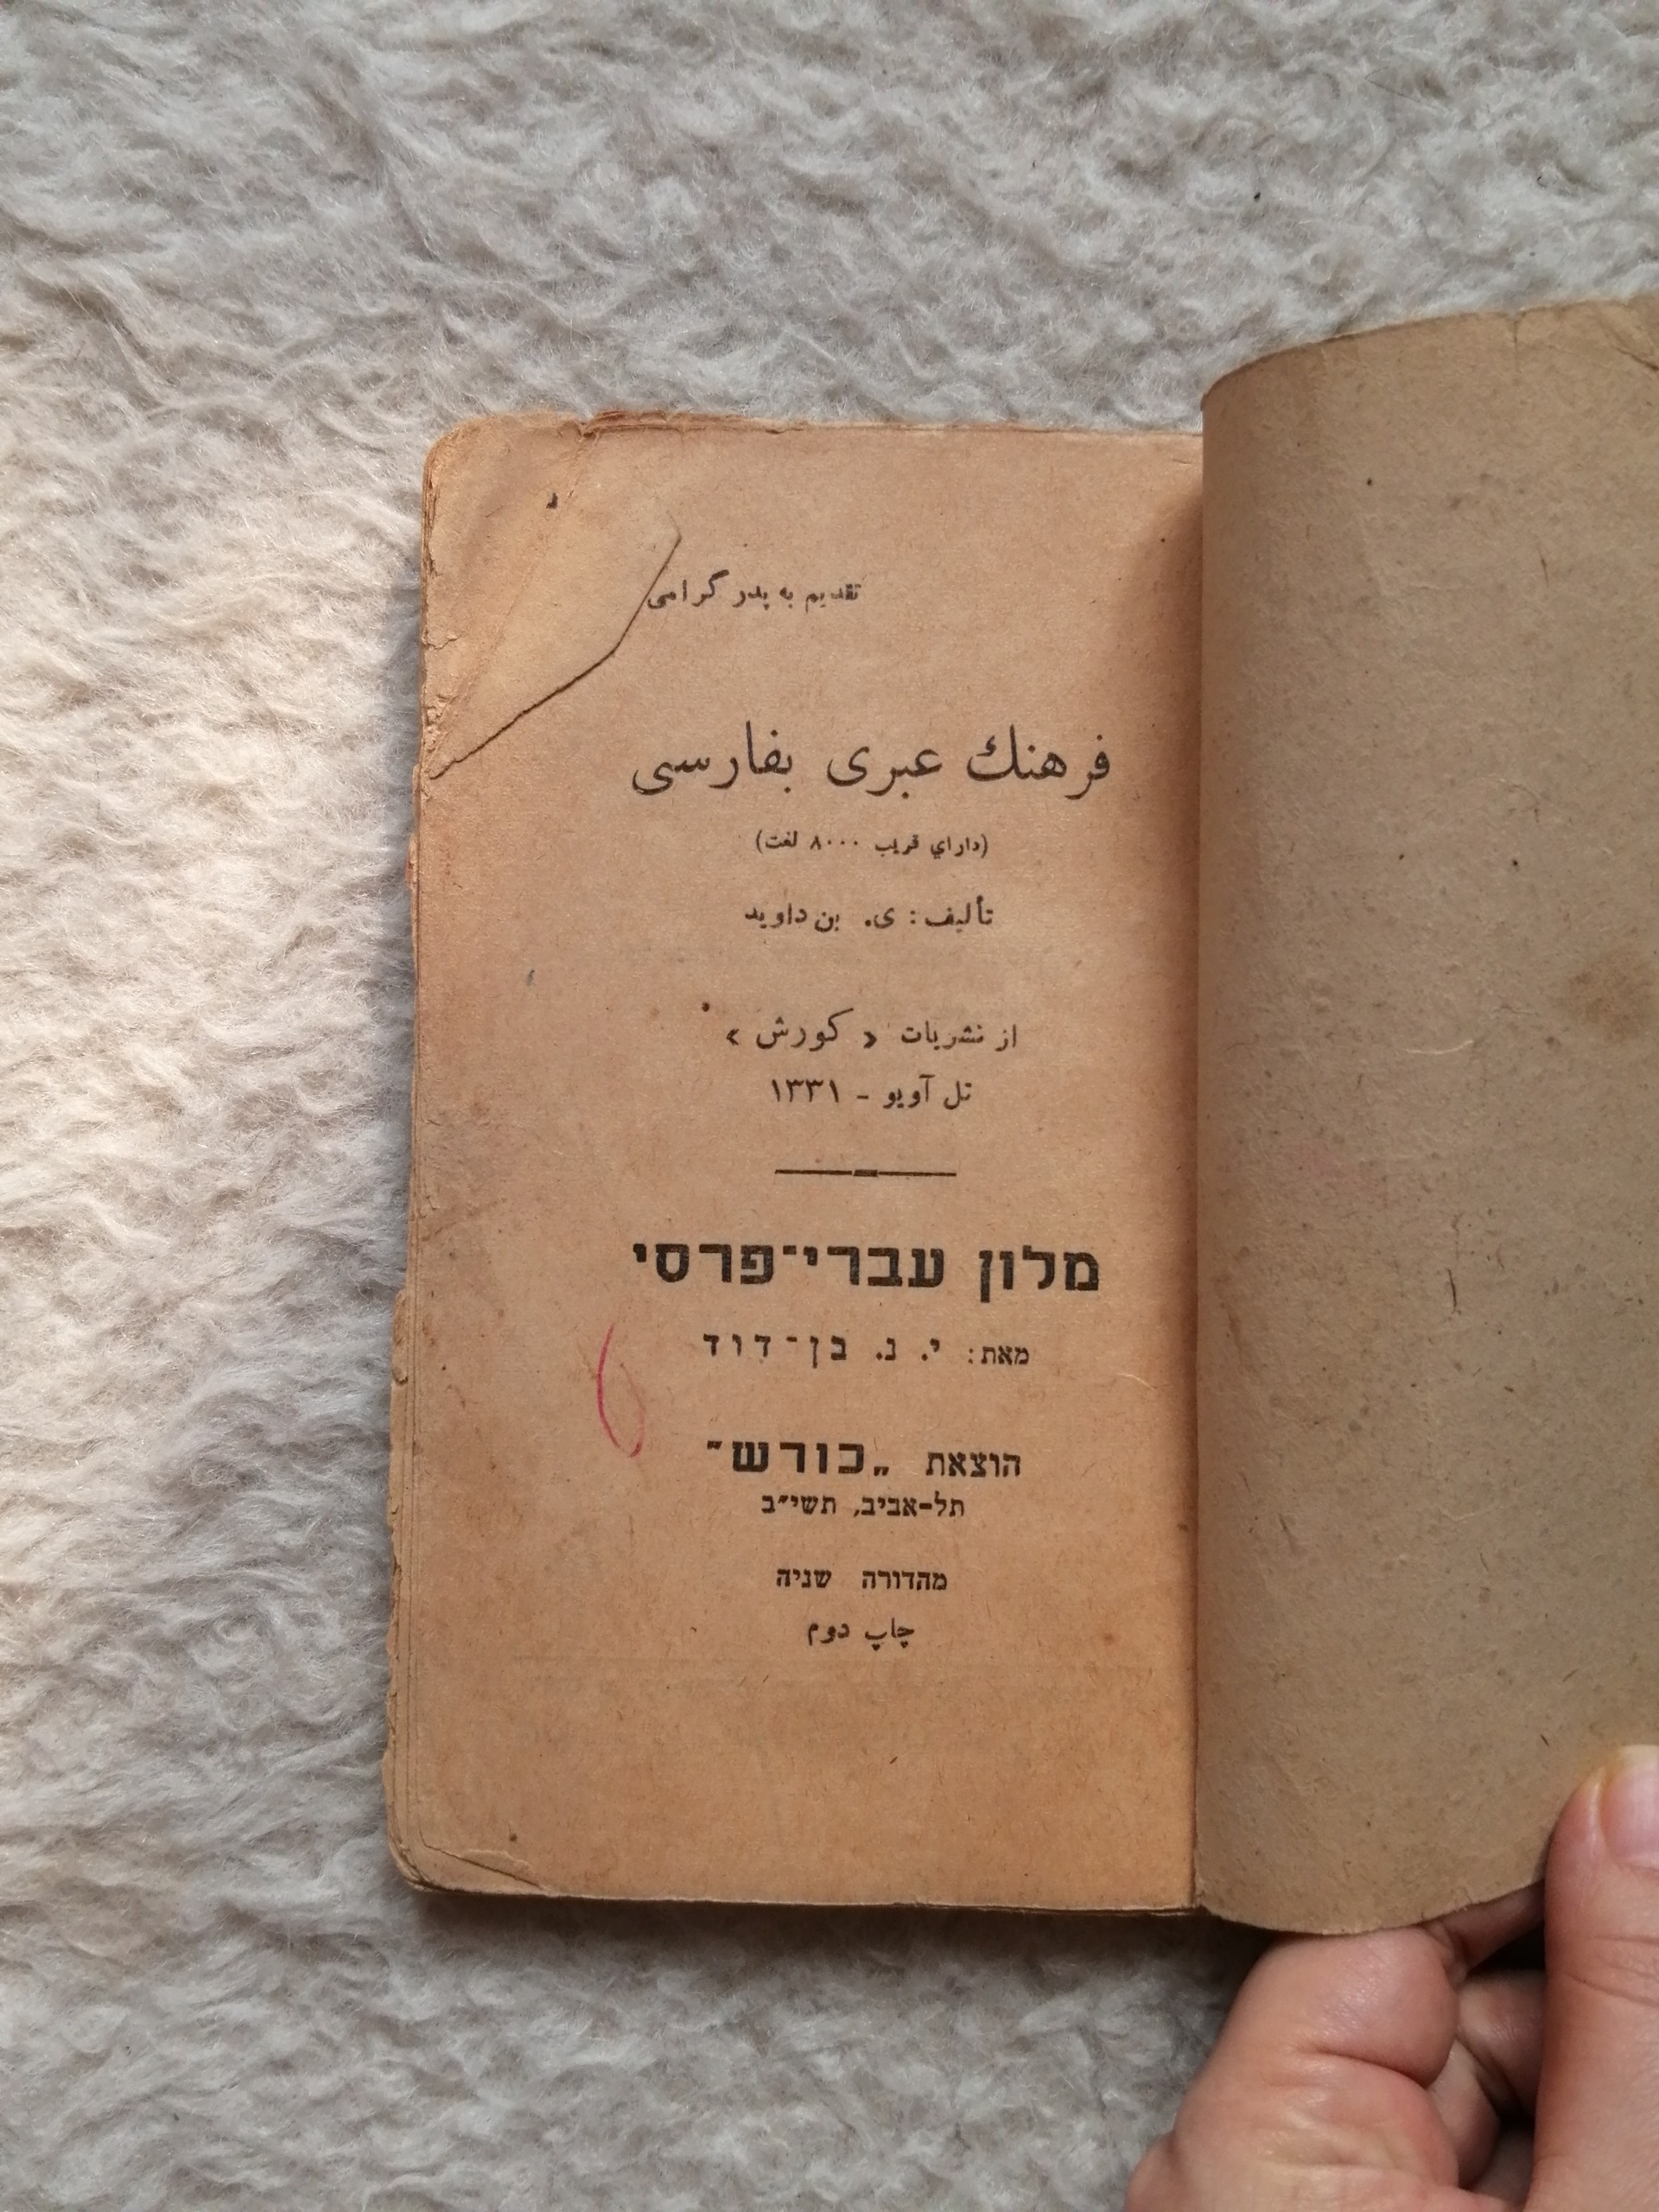 تقدیم به پدر گرامی
فرهنك عبری بفارسی
(دارای قریب ۸۰۰۰ لغت)
تألیف: ی. بن داوید
از نشریات « کورش »
تل آویو - ۱۳۳۱
מלון עברי־פרסי
מאת: י. נ. בן־דוד
הוצאת „כורש"
תל-אביב, תשי״ב
מהדורה שניה
چاپ دوم